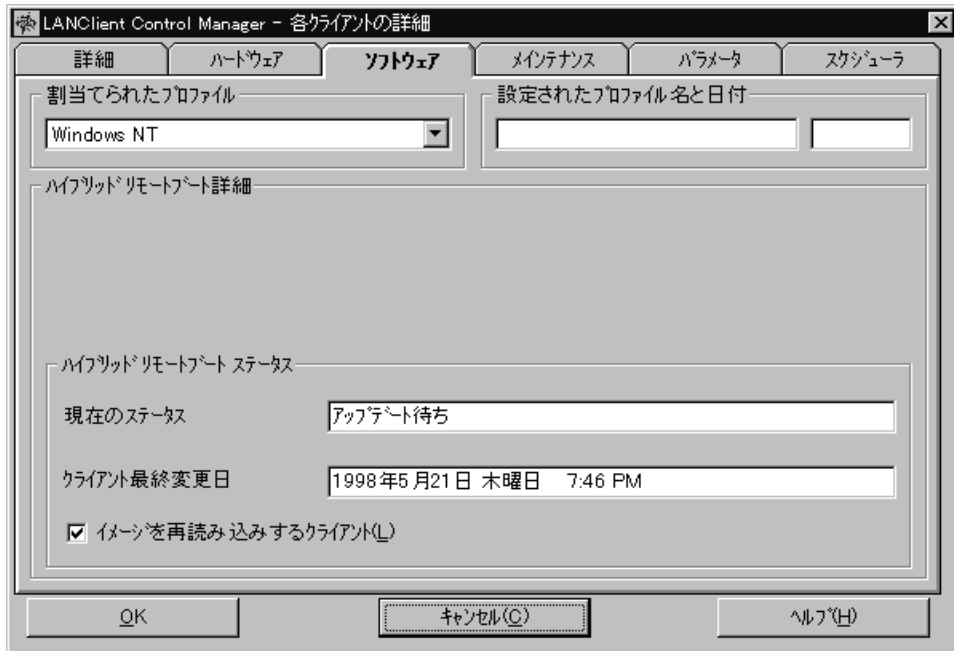 LANClient Control Manager - 各ｸﾗｲｱﾝﾄの詳細
詳細 ﾊｰﾄﾞｳｪｱ ｿﾌﾄｳｪｱ ﾒｲﾝﾃﾅﾝｽ ﾊﾟﾗﾒｰﾀ ｽｹｼﾞｭｰﾗ
割当てられたﾌﾟﾛﾌｧｲﾙ 設定されたﾌﾟﾛﾌｧｲﾙ名と日付
Windows NT
ﾊｲﾌﾞﾘｯﾄﾞ ﾘﾓｰﾄﾌﾞｰﾄ詳細
ﾊｲﾌﾞﾘｯﾄﾞ ﾘﾓｰﾄﾌﾞｰﾄ ｽﾃｰﾀｽ
現在のｽﾃｰﾀｽ ｱｯﾌﾟﾃﾞｰﾄ待ち
ｸﾗｲｱﾝﾄ最終変更日 1998年5月21日 木曜日 7:46 PM
ｲﾒｰｼﾞを再読み込みするｸﾗｲｱﾝﾄ(L)
OK ｷｬﾝｾﾙ(C) ﾍﾙﾌﾟ(H)